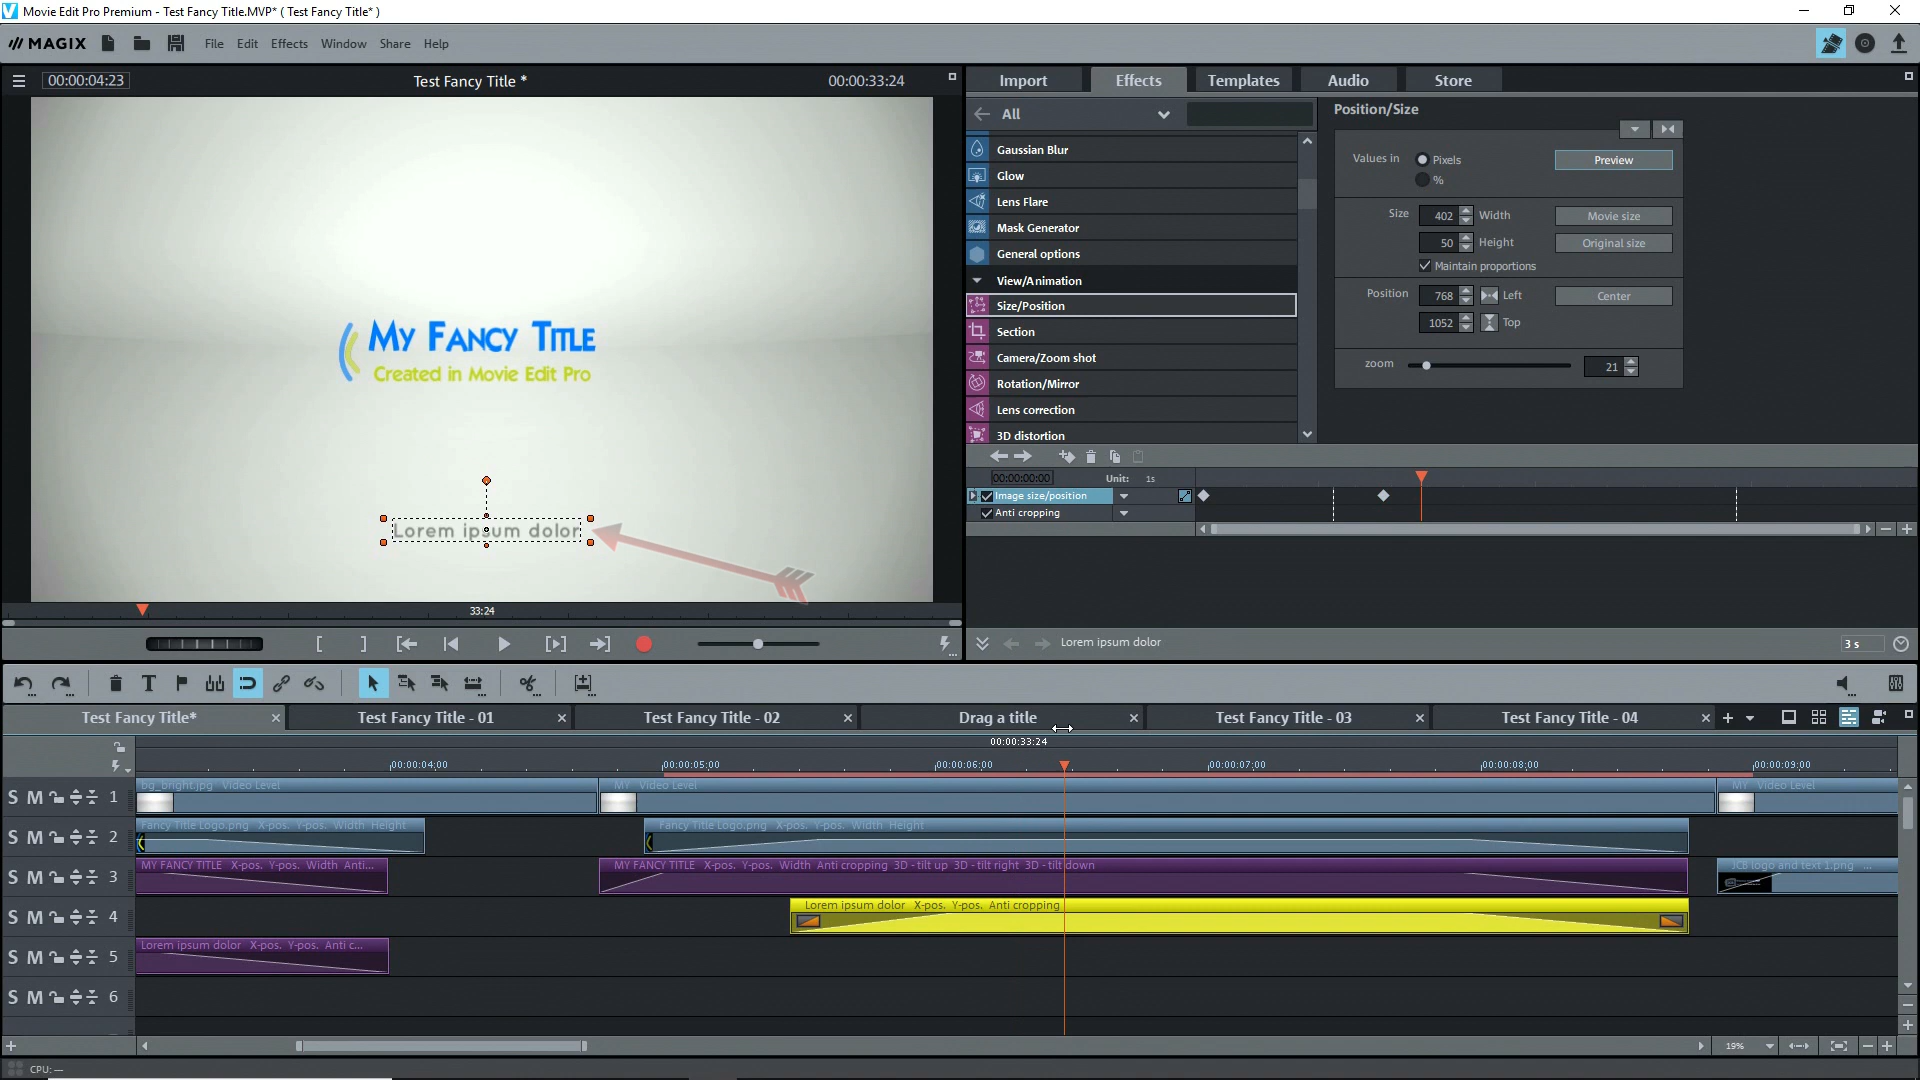 Movie Edit Pro Premium - Test Fancy Title.MVP* ( Test Fancy Title* )
MAGIX File Edit Effects Window Share Help
00:00:04:23 Test Fancy Title * 00:00:33:24
Import Effects Templates Audio Store
All
Gaussian Blur
Glow
Lens Flare
Mask Generator
General options
View/Animation
Size/Position
Section
Camera/Zoom shot
Rotation/Mirror
Lens correction
3D distortion
Position/Size
Values in Pixels Preview
%
Size 402 Width Movie size
50 Height Original size
Maintain proportions
Position 768 Left Center
1052 Top
zoom 21
My Fancy Title
Created in Movie Edit Pro
Lorem ipsum dolor
33:24
00:00:00:00 Unit: 1s
Image size/position
Anti cropping
Lorem ipsum dolor 3 s
Test Fancy Title* Test Fancy Title - 01 Test Fancy Title - 02 Drag a title Test Fancy Title - 03 Test Fancy Title - 04
00:00:33:24
00:00:04:00 00:00:05:00 00:00:06:00 00:00:07:00 00:00:08:00 00:00:09:00
S M 1 bg_bright.jpg Video Level MY Video Level MY Video Level
S M 2 Fancy Title Logo.png X-pos. Y-pos. Width Height Fancy Title Logo.png X-pos. Y-pos. Width Height
S M 3 MY FANCY TITLE X-pos. Y-pos. Width Anti... MY FANCY TITLE X-pos. Y-pos. Width Anti cropping 3D - tilt up 3D - tilt right 3D - tilt down JCB logo and text 1.png ...
S M 4 Lorem ipsum dolor X-pos. Y-pos. Anti cropping
S M 5 Lorem ipsum dolor X-pos. Y-pos. Anti c...
S M 6
19%
CPU: —